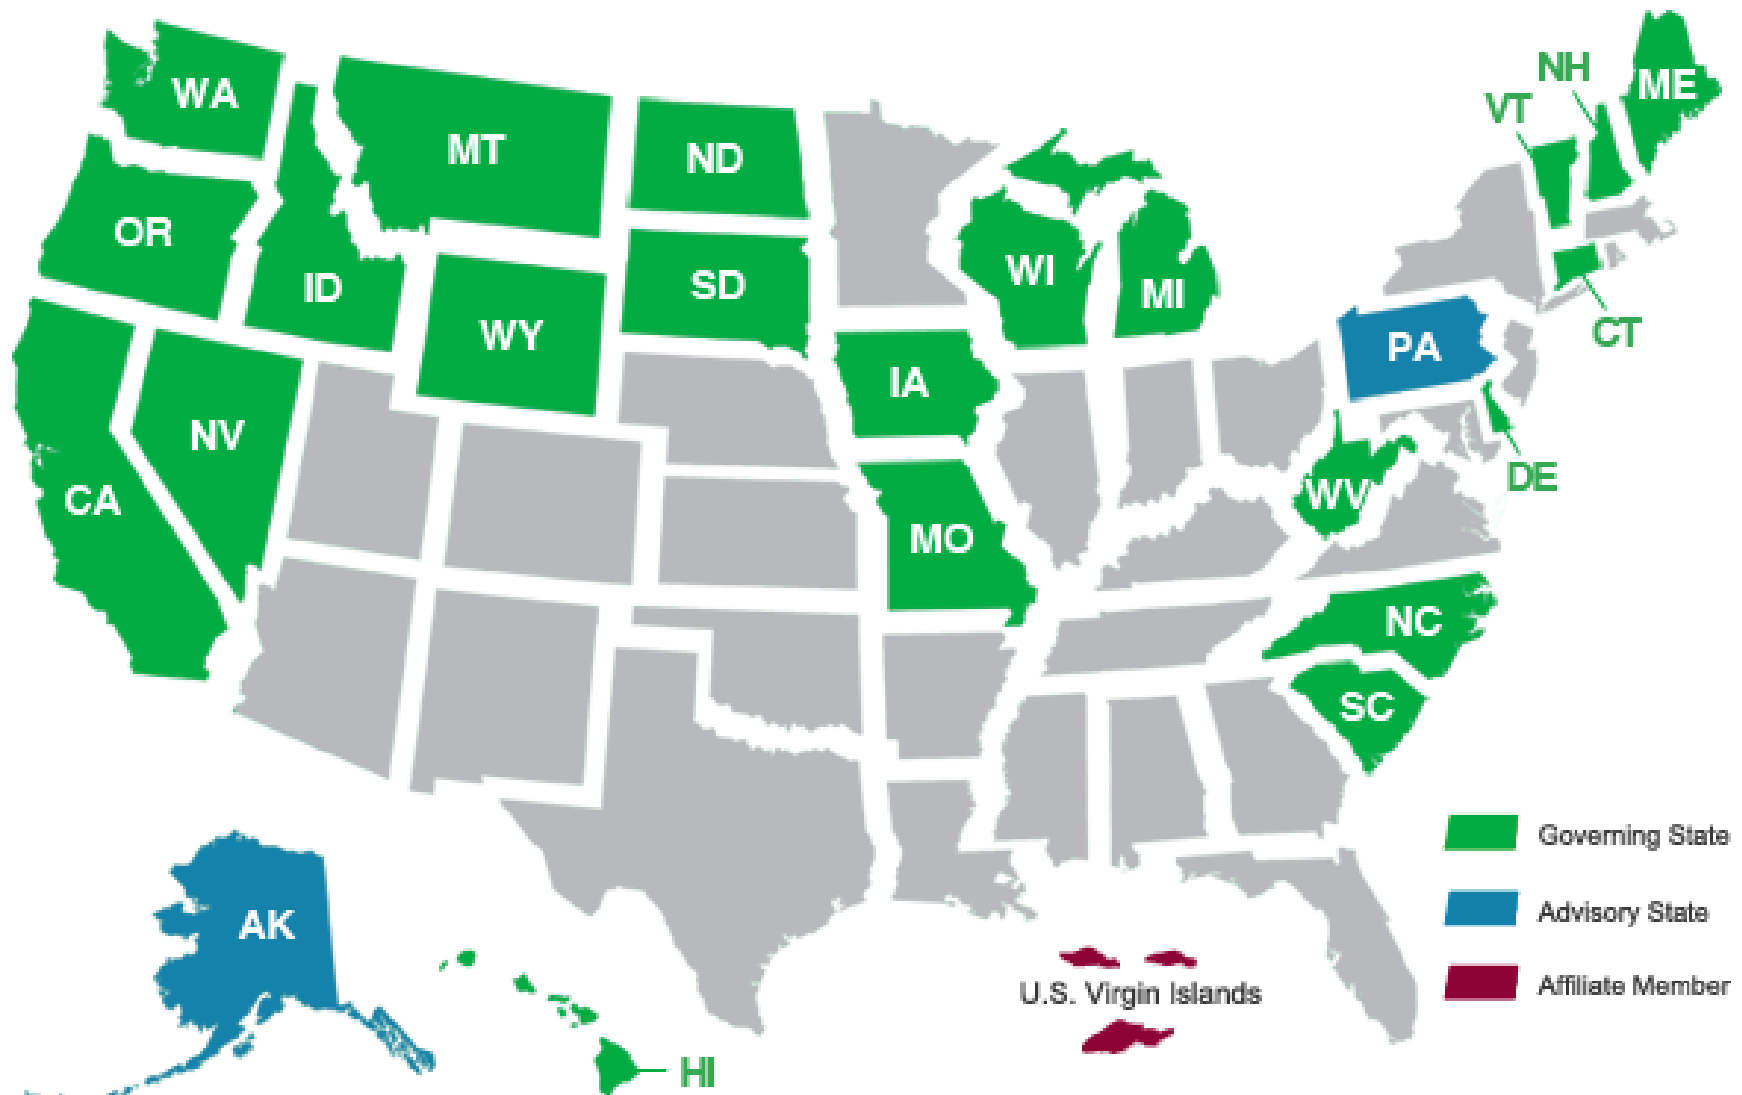 NH
ME
WA
VT
MT
ND
OR
WI
ID
SD
MI
WY
CT
PA
IA
NV
DE
WV
CA
MO
NC
SC
Governing State
Advisory State
AK
Affiliate Member
U.S. Virgin Islands
HI